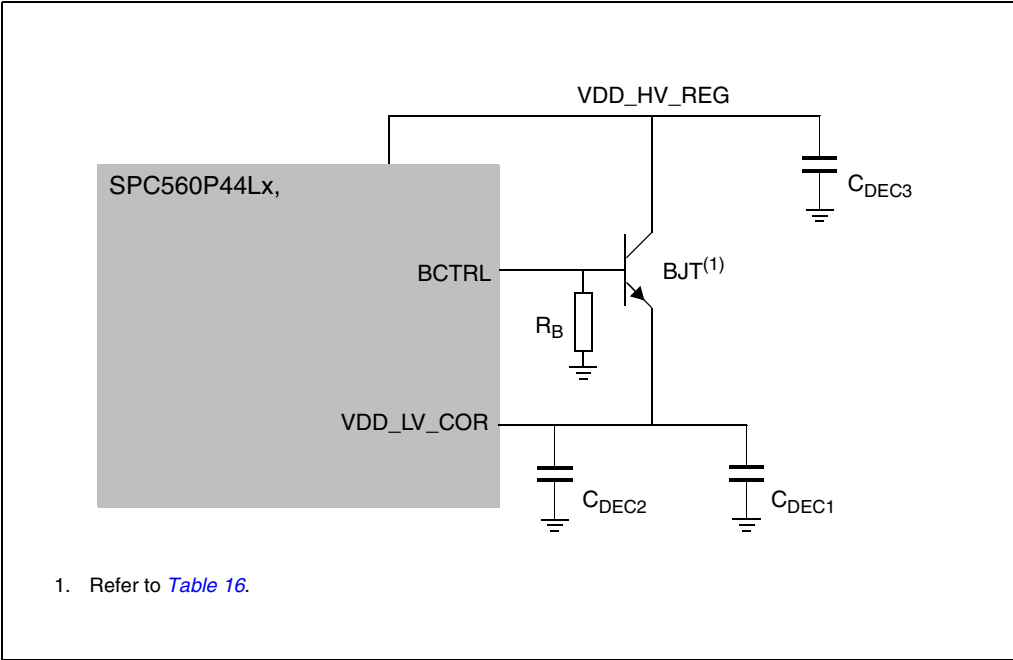 VDD_HV_REG
SPC560P44Lx,
CDEC3
BCTRL
BJT(1)
RB
VDD_LV_COR
CDEC2
CDEC1
1. Refer to Table 16.